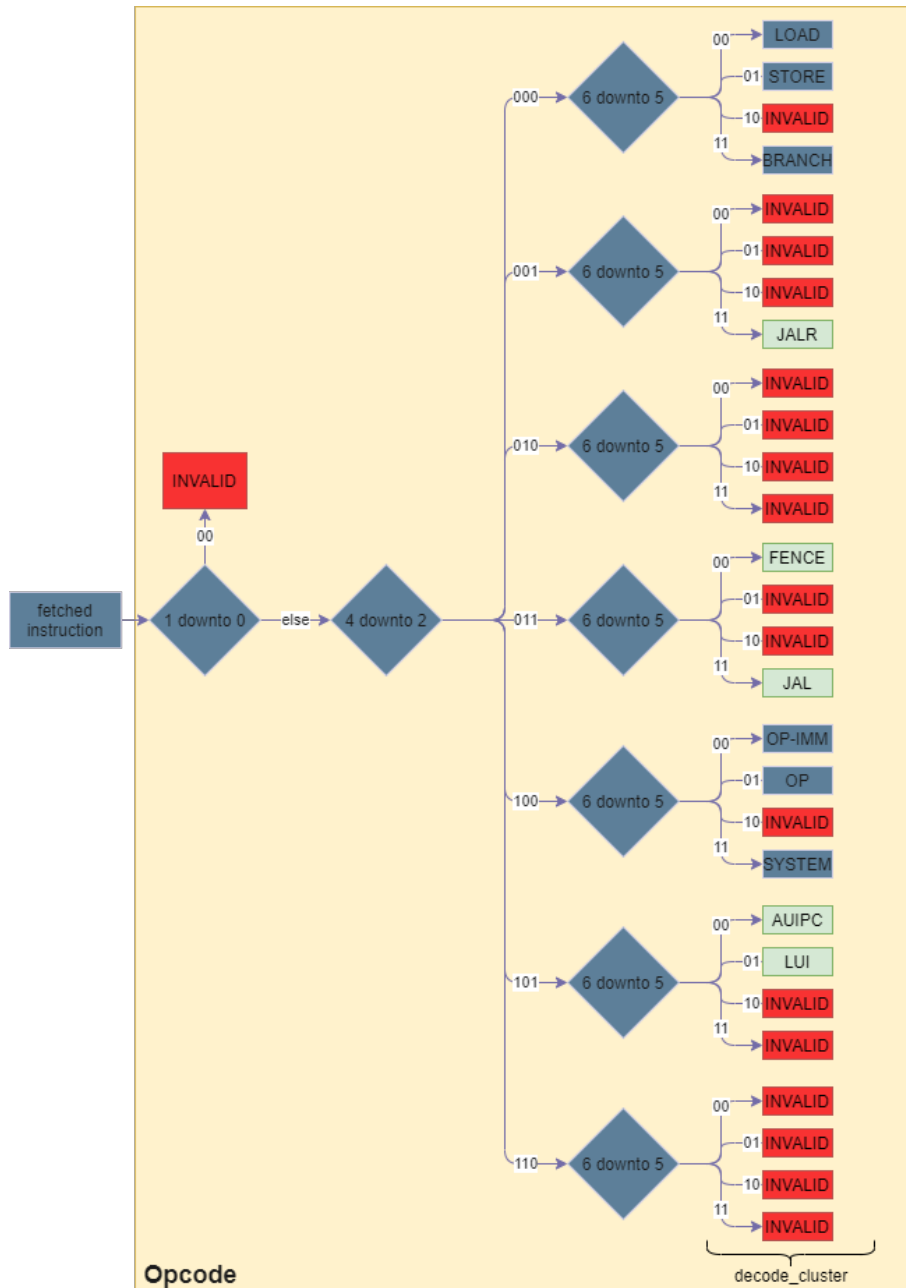 00
LOAD
01
STORE
000
6 downto 5
10
INVALID
11
BRANCH
00
INVALID
01
INVALID
001
6 downto 5
10
INVALID
11
JALR
00
INVALID
01
INVALID
010
6 downto 5
10
INVALID
11
INVALID
INVALID
00
fetched
instruction
1 downto 0
else
4 downto 2
00
FENCE
01
INVALID
011
6 downto 5
10
INVALID
11
JAL
00
OP-IMM
01
OP
100
6 downto 5
10
INVALID
11
SYSTEM
00
AUIPC
01
LUI
101
6 downto 5
10
INVALID
11
INVALID
00
INVALID
01
INVALID
110
6 downto 5
10
INVALID
11
INVALID
Opcode
decode_cluster